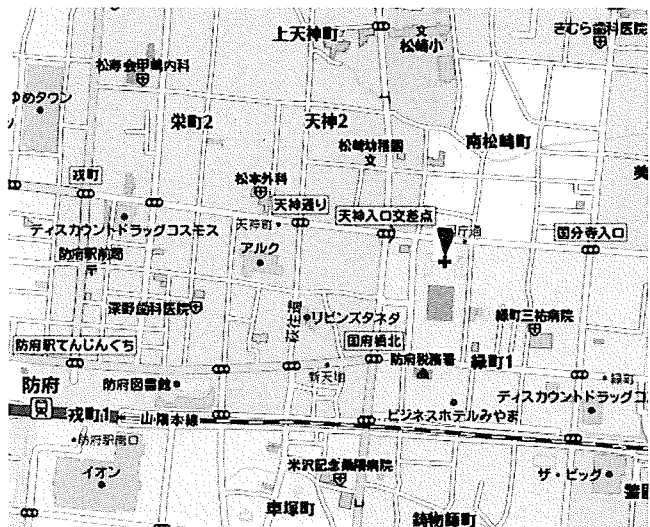 上天神町
松崎小
さむら歯科医院
松寿会甲嶋内科
ゆめタウン
栄町2
天神2
松崎幼稚園
南松崎町
戎町
松本外科
天神通り
天神入口交差点
国分寺入口
ディスカウントドラッグコスモス
天神町
防府駅前局
アルク
深野歯科医院
萩往還
リビンズタネダ
緑町三祐病院
防府駅てんじんぐち
国府橋北
新天地
防府税務署
緑町1
防府
防府図書館
緑町
ディスカウントドラッグコ
戎町1
山陽本線
ビジネスホテルみやま
防府駅南口
イオン
米沢記念桑陽病院
ザ・ビッグ
車塚町
鋳物師町